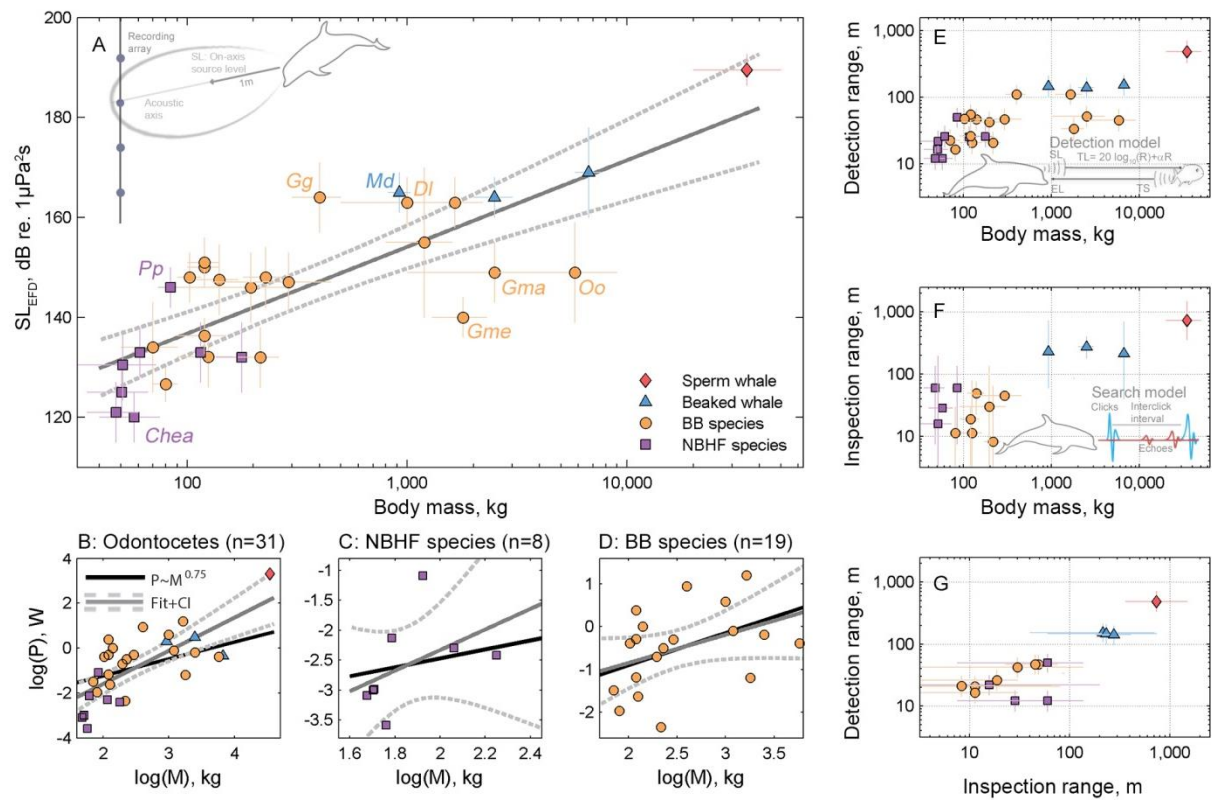 A
Recording
array
SL: On-axis
source level
1m
Acoustic
axis
200
180
160
140
120
SL_EFD, dB re. 1μPa²s
Gg
Md
Dl
Pp
Gma
Oo
Gme
Chea
Sperm whale
Beaked whale
BB species
NBHF species
100
1,000
10,000
Body mass, kg
B: Odontocetes (n=31)
P~M^0.75
Fit+CI
4
2
0
-2
-4
log(P), W
2
3
4
log(M), kg
C: NBHF species (n=8)
-1
-1.5
-2
-2.5
-3
-3.5
1.6
1.8
2
2.2
2.4
log(M), kg
D: BB species (n=19)
1
0
-1
-2
2
2.5
3
3.5
log(M), kg
E
1,000
100
10
Detection range, m
Detection model
SL
TL= 20 log₁₀(R)+αR
EL
TS
100
1,000
10,000
Body mass, kg
F
1,000
100
10
Inspection range, m
Search model
Clicks
Interclick
interval
Echoes
100
1,000
10,000
Body mass, kg
G
1,000
100
10
Detection range, m
10
100
1,000
Inspection range, m